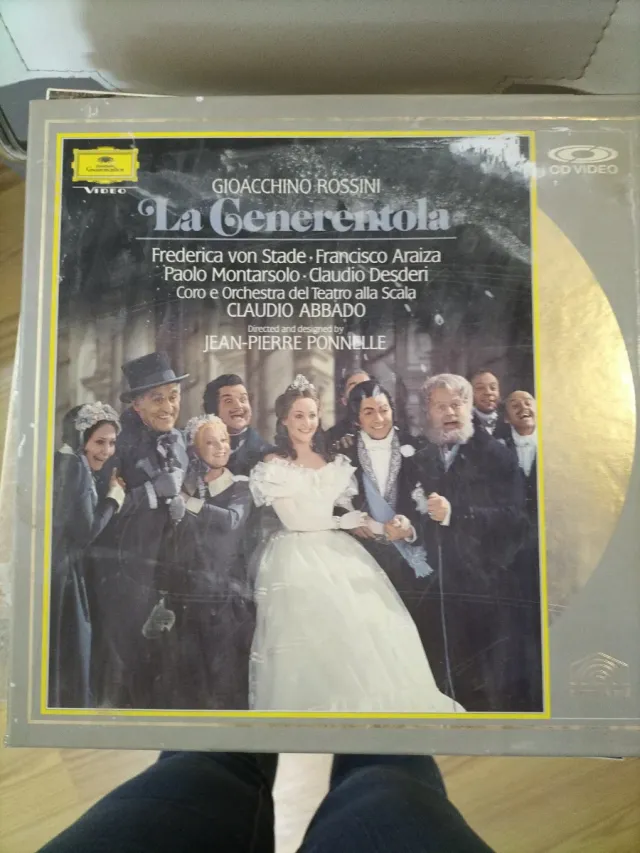 Deutsche
Grammophon
VIDEO
CD VIDEO
GIOACCHINO ROSSINI
La Cenerentola
Frederica von Stade · Francisco Araiza
Paolo Montarsolo · Claudio Desderi
Coro e Orchestra del Teatro alla Scala
CLAUDIO ABBADO
Directed and designed by
JEAN-PIERRE PONNELLE